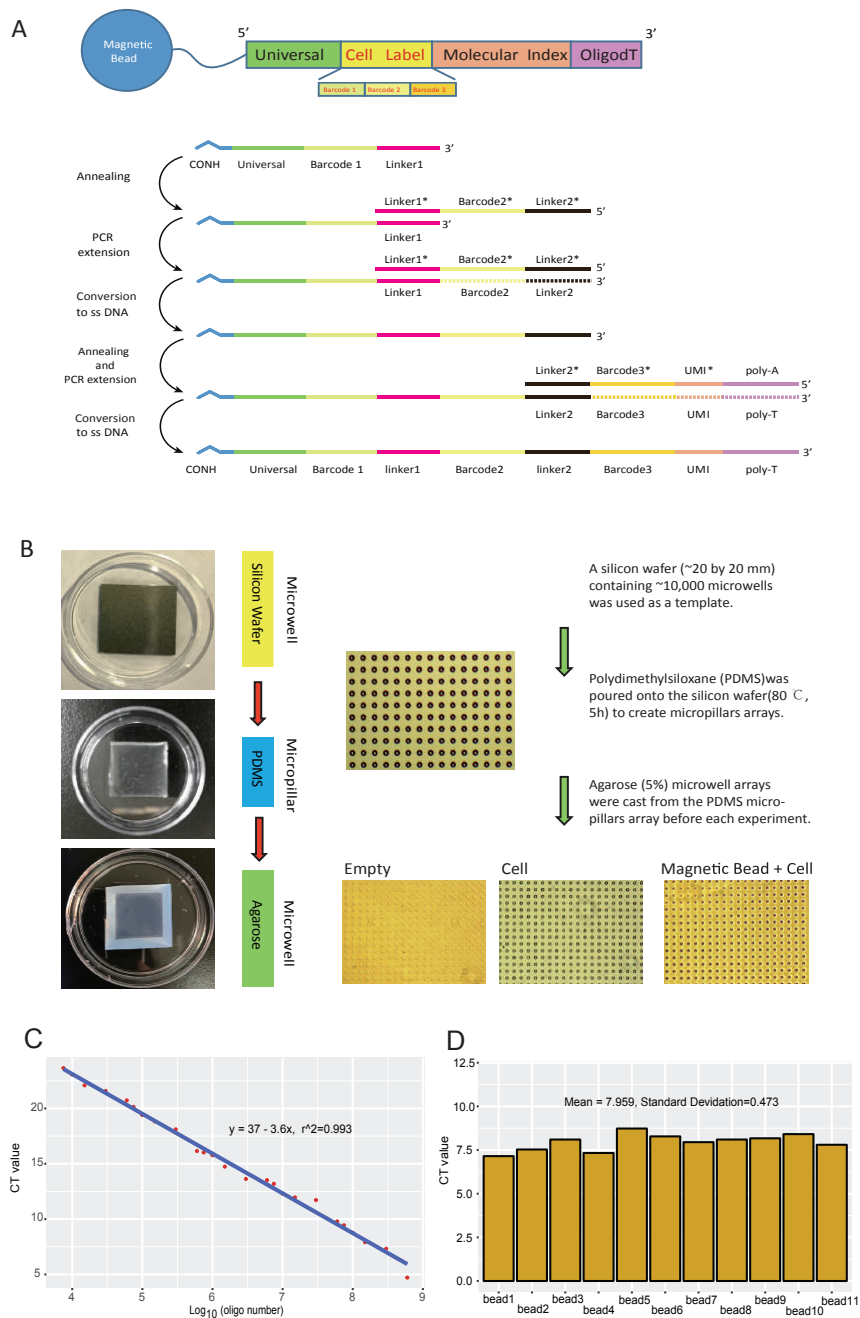 A
Magnetic
Bead
5’
3’
Universal
Cell Label
Molecular Index
OligodT
Barcode 1
Barcode 2
Barcode 3
3’
CONH
Universal
Barcode 1
Linker1
Annealing
Linker1*
Barcode2*
Linker2*
5’
3’
Linker1
PCR
extension
Linker1*
Barcode2*
Linker2*
5’
3’
Linker1
Barcode2
Linker2
Conversion
to ss DNA
3’
Annealing
and
PCR extension
Linker2*
Barcode3*
UMI*
poly-A
5’
3’
Linker2
Barcode3
UMI
poly-T
Conversion
to ss DNA
3’
CONH
Universal
Barcode 1
linker1
Barcode2
linker2
Barcode3
UMI
poly-T
B
Silicon Wafer
Microwell
PDMS
Micropillar
Agarose
Microwell
A silicon wafer (~20 by 20 mm)
containing ~10,000 microwells
was used as a template.
Polydimethylsiloxane (PDMS)was
poured onto the silicon wafer(80 ℃,
5h) to create micropillars arrays.
Agarose (5%) microwell arrays
were cast from the PDMS micro-
pillars array before each experiment.
Empty
Cell
Magnetic Bead + Cell
C
CT value
20
15
10
5
y = 37 - 3.6x, r^2=0.993
4
5
6
7
8
9
Log10 (oligo number)
D
CT value
12.5
10.0
7.5
5.0
2.5
0.0
Mean = 7.959, Standard Devidation=0.473
bead1
bead2
bead3
bead4
bead5
bead6
bead7
bead8
bead9
bead10
bead11